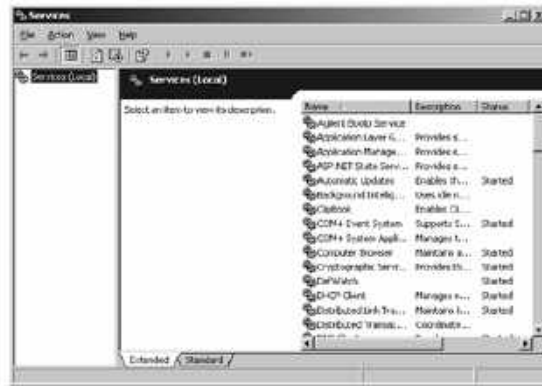 Services
File Action View Help
Services (Local)
Services (Local)
Select an item to view its description.
Name Description Status
Agilent Bootp Service
Application Layer G... Provides s...
Application Manage... Provides s...
ASP.NET State Serv... Provides s...
Automatic Updates Enables th... Started
Background Intellig... Uses idle n...
ClipBook Enables Cl...
COM+ Event System Supports S... Started
COM+ System Appli... Manages t...
Computer Browser Maintains a... Started
Cryptographic Servi... Provides th... Started
DefWatch Started
DHCP Client Manages n... Started
Distributed Link Tra... Maintains l... Started
Distributed Transac... Coordinate...
Extended Standard